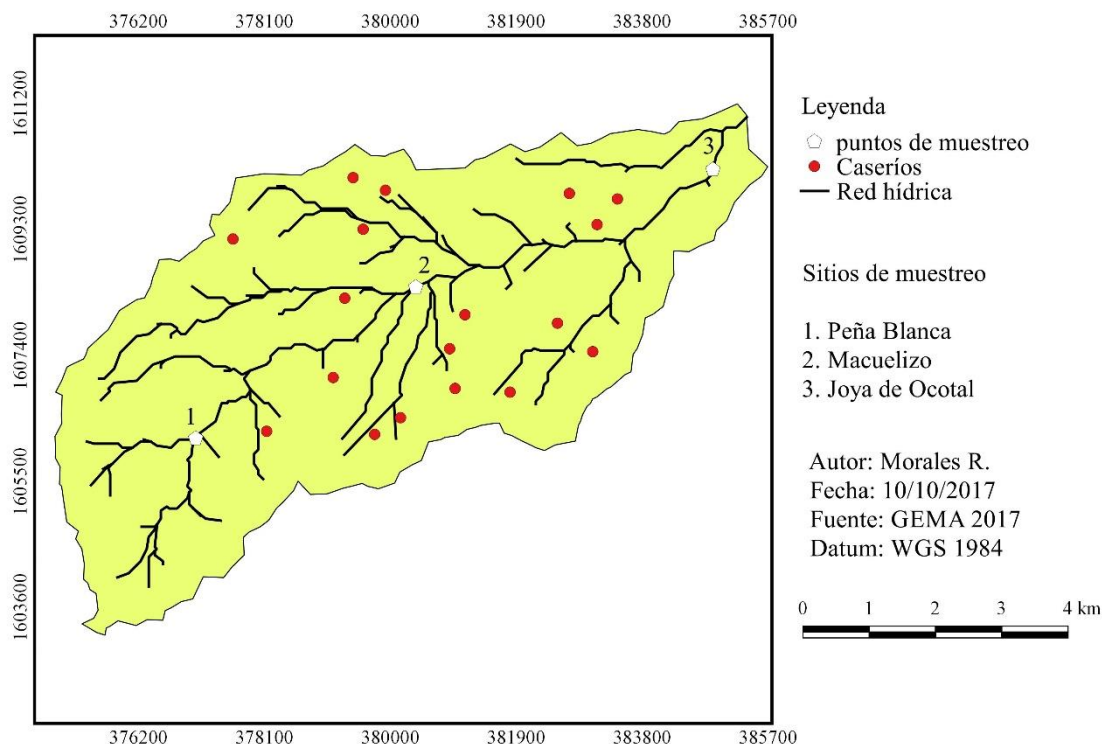 376200 378100 380000 381900 383800 385700
1611200
1609300
1607400
1605500
1603600
3
2
1
376200 378100 380000 381900 383800 385700
Leyenda
puntos de muestreo
Caseríos
Red hídrica
Sitios de muestreo
1. Peña Blanca
2. Macuelizo
3. Joya de Ocotal
Autor: Morales R.
Fecha: 10/10/2017
Fuente: GEMA 2017
Datum: WGS 1984
0 1 2 3 4 km